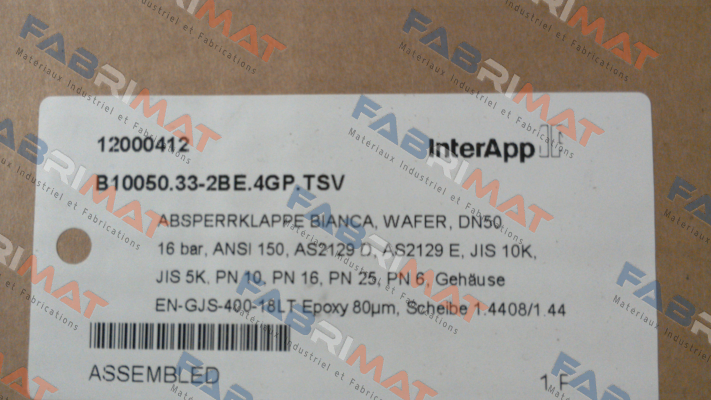 12000412
InterApp
B10050.33-2BE.4GP.TSV
ABSPERRKLAPPE BIANCA, WAFER, DN50
16 bar, ANSI 150, AS2129 D, AS2129 E, JIS 10K,
JIS 5K, PN 10, PN 16, PN 25, PN 6, Gehäuse
EN-GJS-400-18LT Epoxy 80µm, Scheibe 1.4408/1.44
ASSEMBLED
FABRIMAT
Matériaux Industriel et Fabrications